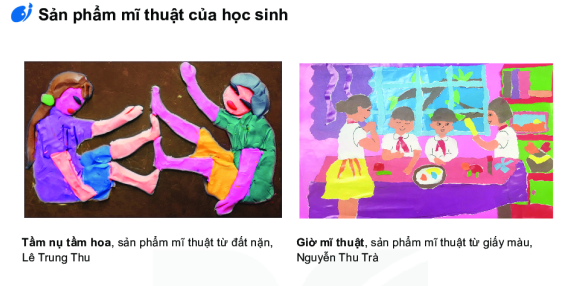 Sản phẩm mĩ thuật của học sinh
Tầm nụ tầm hoa, sản phẩm mĩ thuật từ đất nặn,
Lê Trung Thu
Giờ mĩ thuật, sản phẩm mĩ thuật từ giấy màu,
Nguyễn Thu Trà